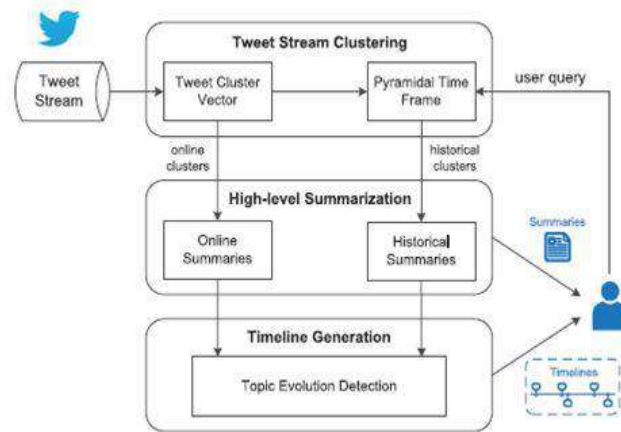 Tweet Stream Clustering
Tweet
Stream
Tweet Cluster
Vector
Pyramidal Time
Frame
user query
online
clusters
historical
clusters
High-level Summarization
Online
Summaries
Historical
Summaries
Summaries
Timeline Generation
Topic Evolution Detection
Timelines